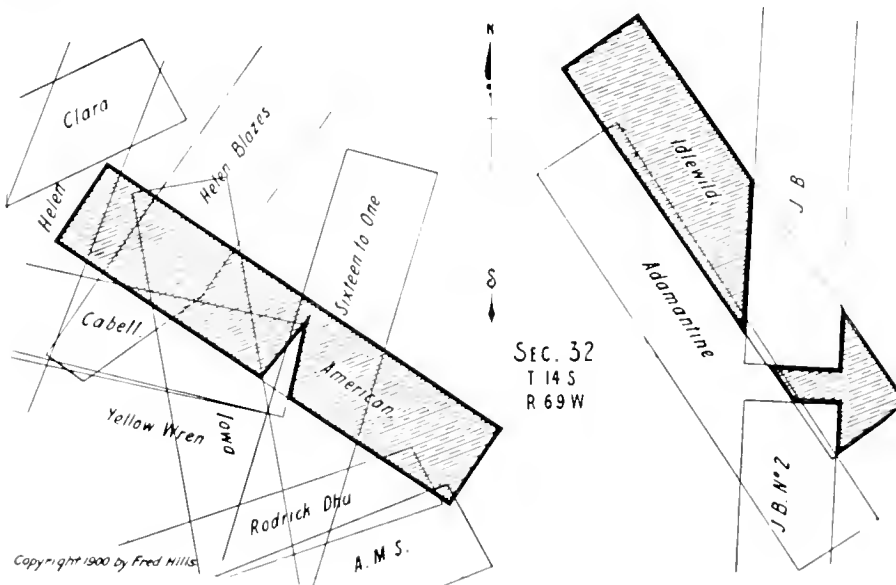 Clara
Helen
Helen Blazes
Sixteen to One
Cabell
American
Yellow Wren
Iowa
Rodrick Dhu
A.M.S.
Copyright 1900 by Fred Hills
N
S
SEC. 32
T 14 S
R 69 W
Idlewild
J B
Adamantine
J.B. Nº 2